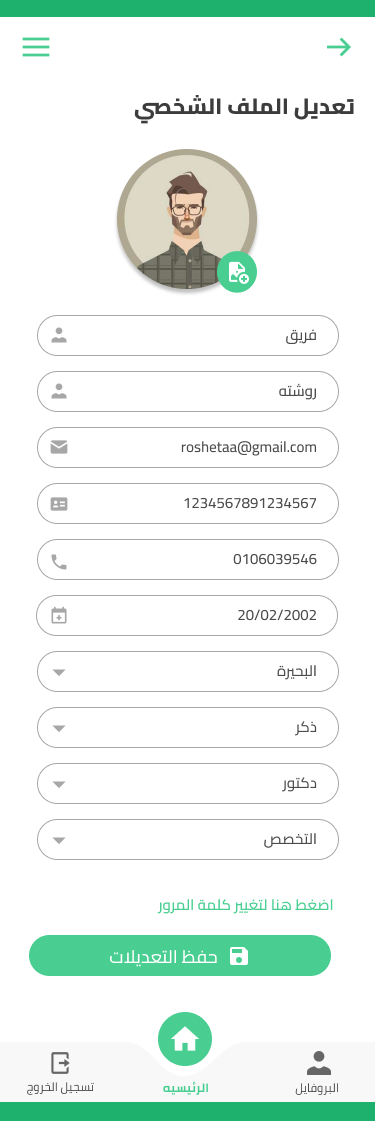 تعديل الملف الشخصي
فريق
روشته
roshetaa@gmail.com
1234567891234567
0106039546
20/02/2002
البحيرة
ذكر
دكتور
التخصص
اضغط هنا لتغيير كلمة المرور
حفظ التعديلات
البروفايل
الرئيسيه
تسجيل الخروج